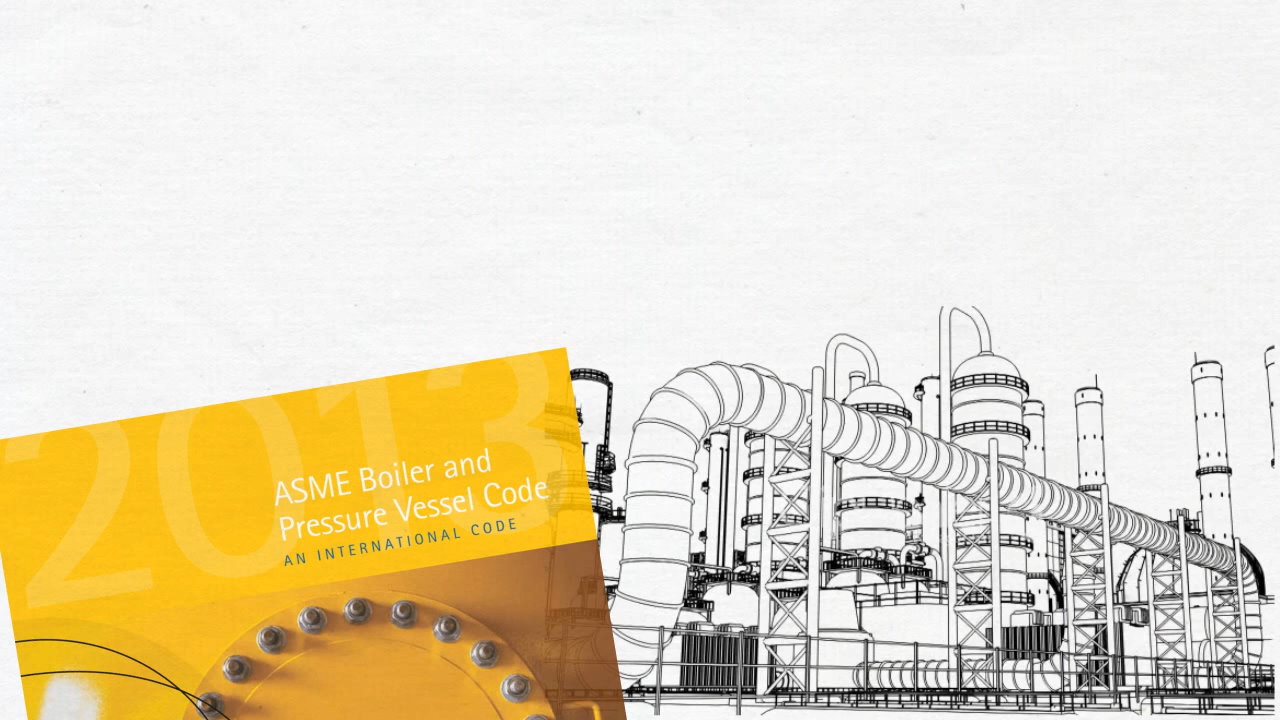 2013
ASME Boiler and
Pressure Vessel Code
AN INTERNATIONAL CODE